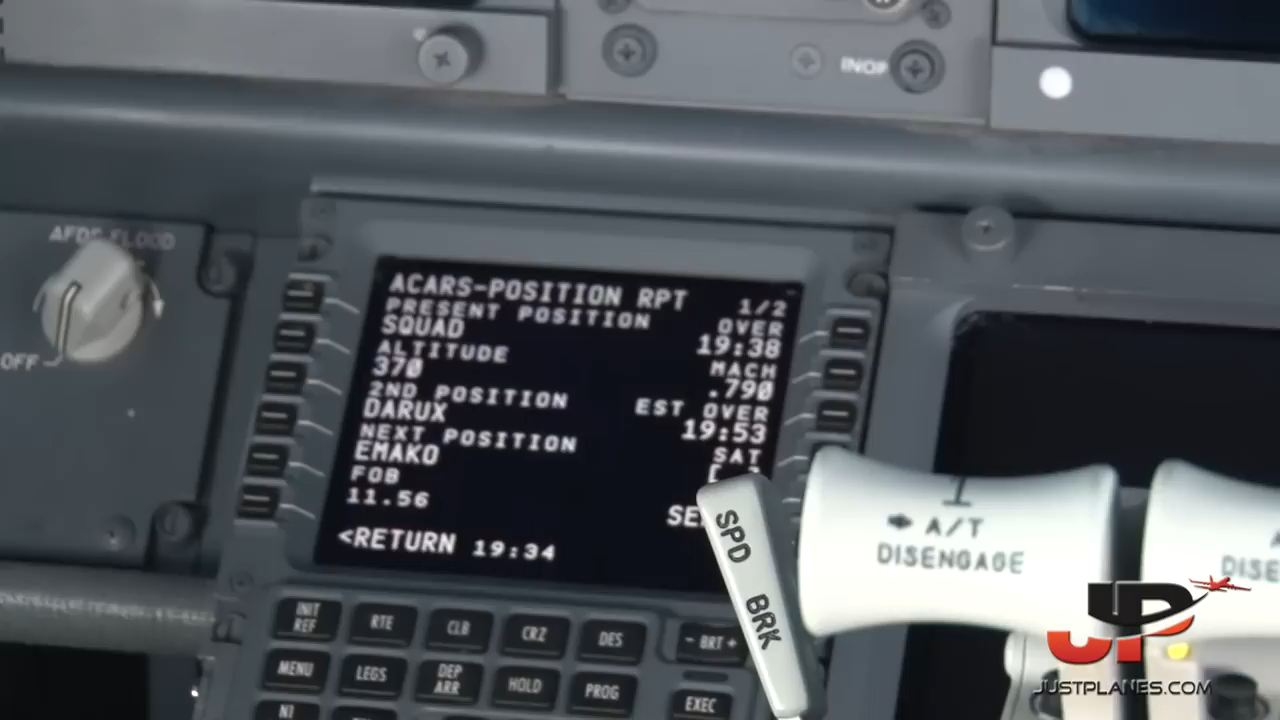 INOP
AFDS FLOOD
OFF
ACARS-POSITION RPT 1/2
PRESENT POSITION OVER
SQUAD 19:38
ALTITUDE MACH
370 .790
2ND POSITION EST OVER
DARUX 19:53
NEXT POSITION SAT
EMAKO
FOB
11.56
<RETURN 19:34
SPD BRK
A/T
DISENGAGE
INIT REF
RTE
CLB
CRZ
DES
- BRT +
MENU
LEGS
DEP ARR
HOLD
PROG
EXEC
N1
JP
JUSTPLANES.COM